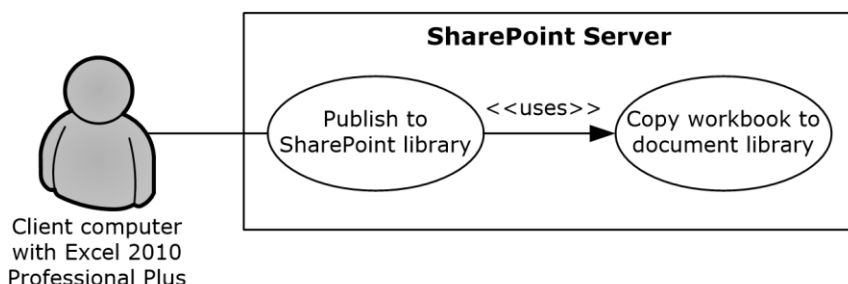 SharePoint Server
Publish to
SharePoint library
<<uses>>
Copy workbook to
document library
Client computer
with Excel 2010
Professional Plus